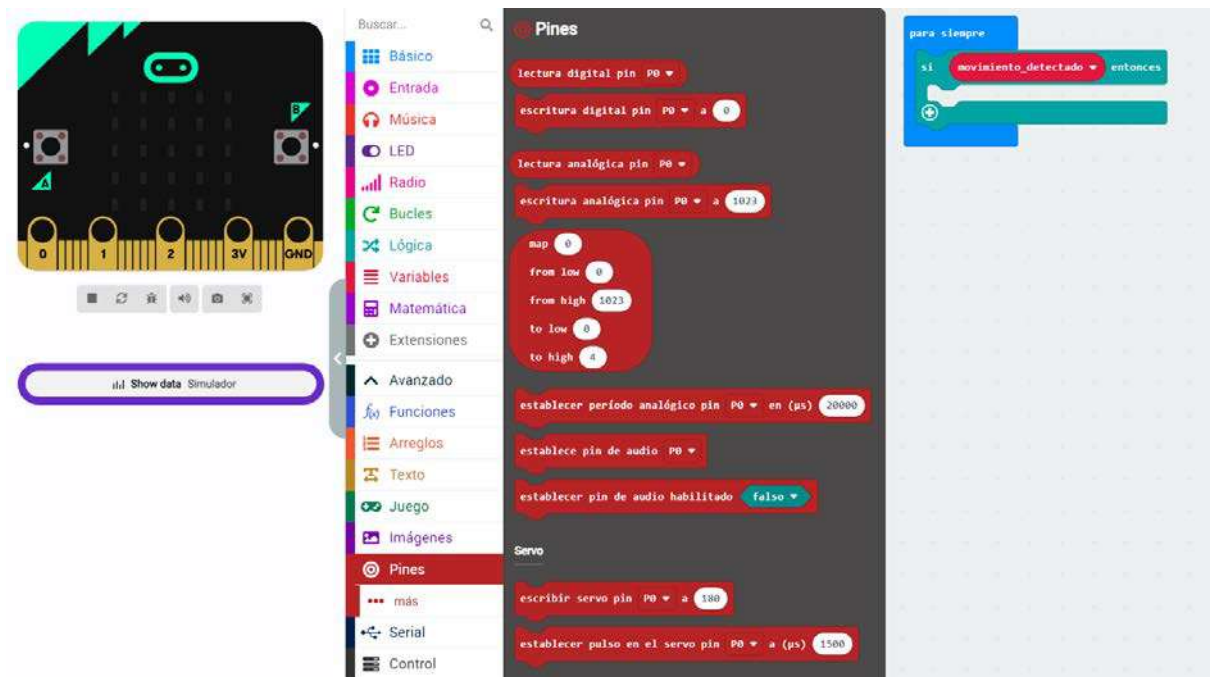 B
A
0 1 2 3V GND
Show data Simulador
Buscar...
Básico
Entrada
Música
LED
Radio
Bucles
Lógica
Variables
Matemática
Extensiones
Avanzado
Funciones
Arreglos
Texto
Juego
Imágenes
Pines
más
Serial
Control
Pines
lectura digital pin P0
escritura digital pin P0 a 0
lectura analógica pin P0
escritura analógica pin P0 a 1023
map 0
from low 0
from high 1023
to low 0
to high 4
establecer período analógico pin P0 en (µs) 20000
establece pin de audio P0
establecer pin de audio habilitado falso
Servo
escribir servo pin P0 a 180
establecer pulso en el servo pin P0 a (µs) 1500
para siempre
si movimiento_detectado entonces